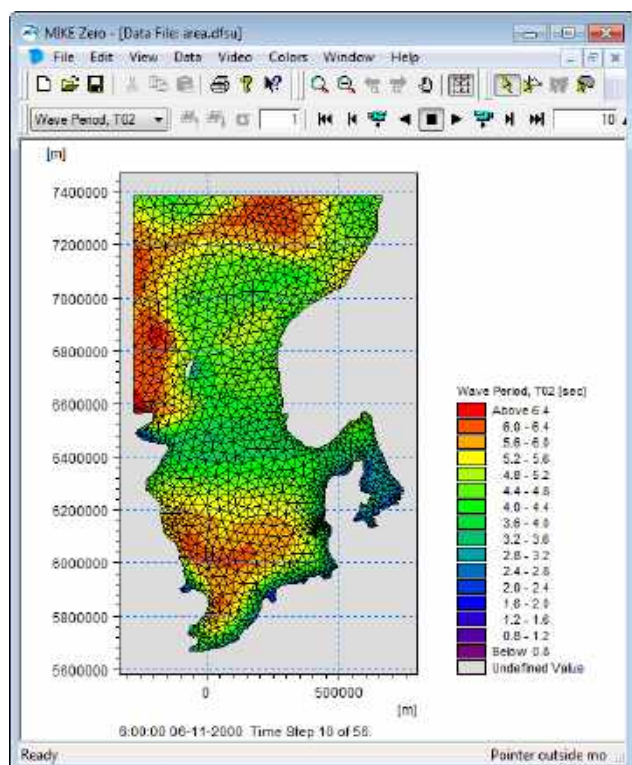 MIKE Zero - [Data File: area.dfsu]
File Edit View Data Video Colors Window Help
Wave Period, T02 1 10
[m]
7400000
7200000
7000000
6800000
6600000
6400000
6200000
6000000
5800000
5600000
0 500000
[m]
Wave Period, T02 [sec]
Above 6.4
6.0 - 6.4
5.6 - 6.0
5.2 - 5.6
4.8 - 5.2
4.4 - 4.8
4.0 - 4.4
3.6 - 4.0
3.2 - 3.6
2.8 - 3.2
2.4 - 2.8
2.0 - 2.4
1.6 - 2.0
1.2 - 1.6
0.8 - 1.2
Below 0.8
Undefined Value
6:00:00 06-11-2000 Time Step 10 of 56.
Ready Pointer outside mo